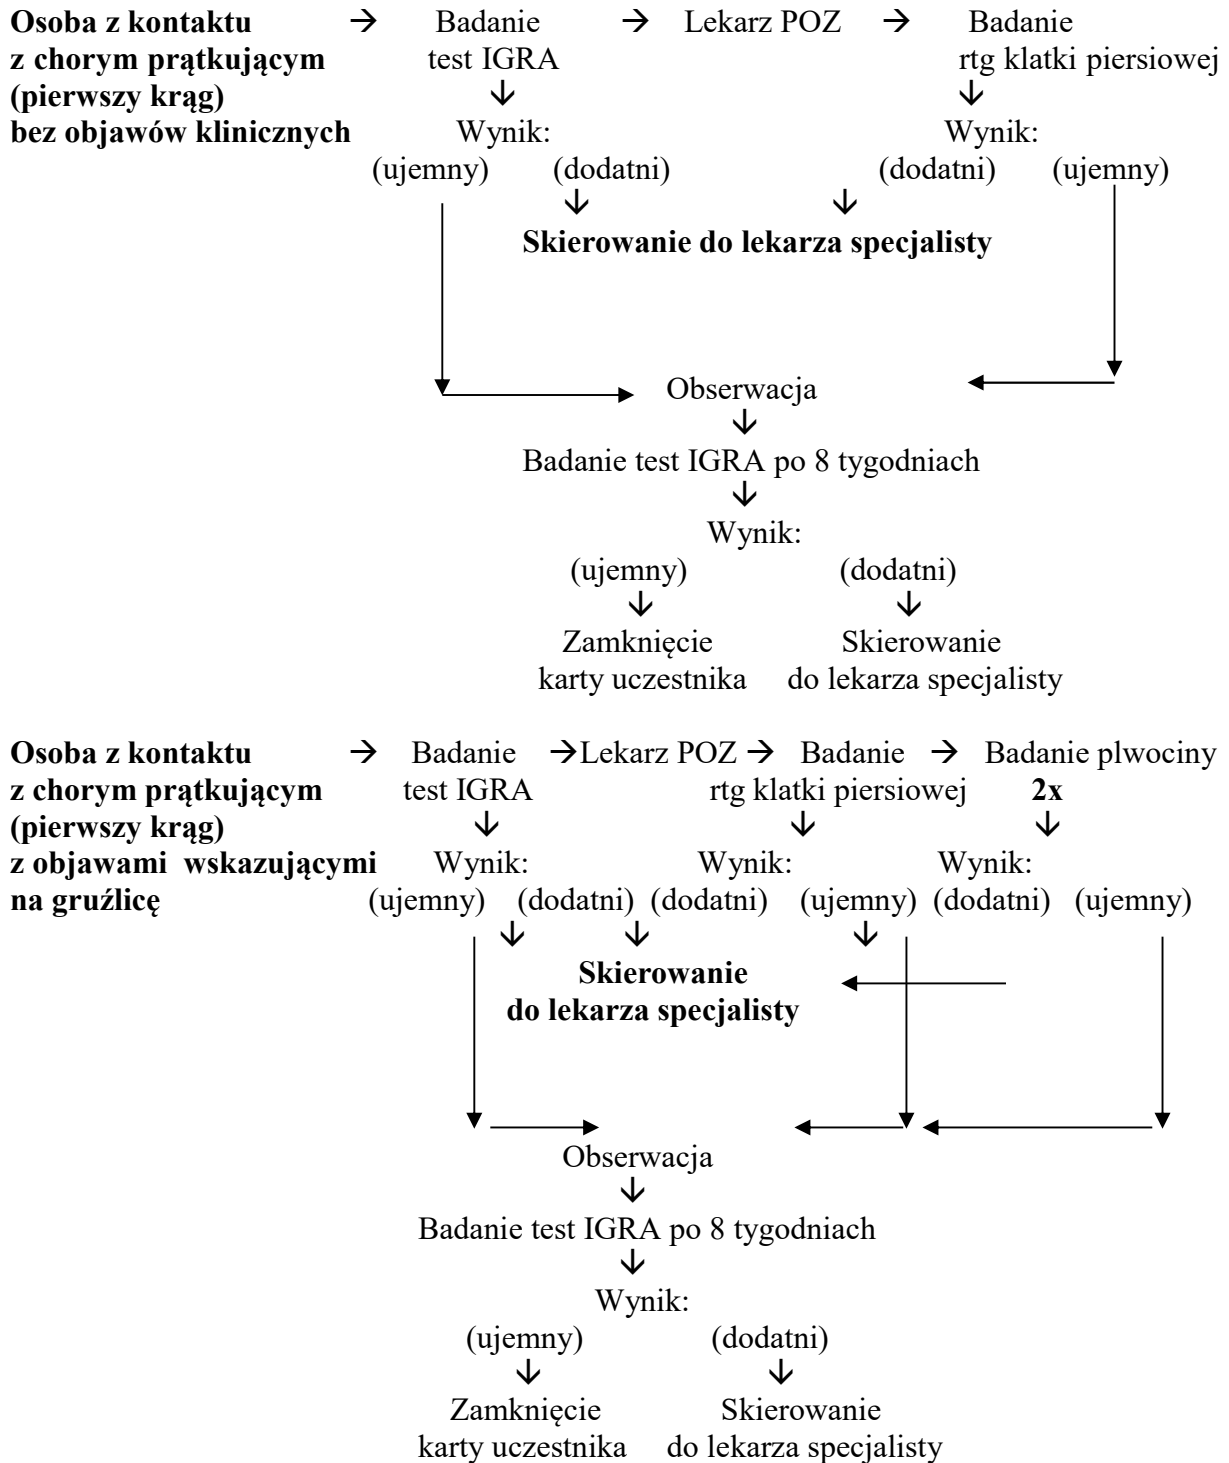 Osoba z kontaktu → Badanie → Lekarz POZ → Badanie
z chorym prątkującym test IGRA rtg klatki piersiowej
(pierwszy krąg) ↓ ↓
bez objawów klinicznych Wynik: Wynik:
(ujemny) (dodatni) (dodatni) (ujemny)
↓ ↓
Skierowanie do lekarza specjalisty
Obserwacja
↓
Badanie test IGRA po 8 tygodniach
↓
Wynik:
(ujemny) (dodatni)
↓ ↓
Zamknięcie Skierowanie
karty uczestnika do lekarza specjalisty
Osoba z kontaktu → Badanie →Lekarz POZ → Badanie → Badanie plwociny
z chorym prątkującym test IGRA rtg klatki piersiowej 2x
(pierwszy krąg) ↓ ↓ ↓
z objawami wskazującymi Wynik: Wynik: Wynik:
na gruźlicę (ujemny) (dodatni) (dodatni) (ujemny) (dodatni) (ujemny)
↓ ↓ ↓
Skierowanie
do lekarza specjalisty
Obserwacja
↓
Badanie test IGRA po 8 tygodniach
↓
Wynik:
(ujemny) (dodatni)
↓ ↓
Zamknięcie Skierowanie
karty uczestnika do lekarza specjalisty